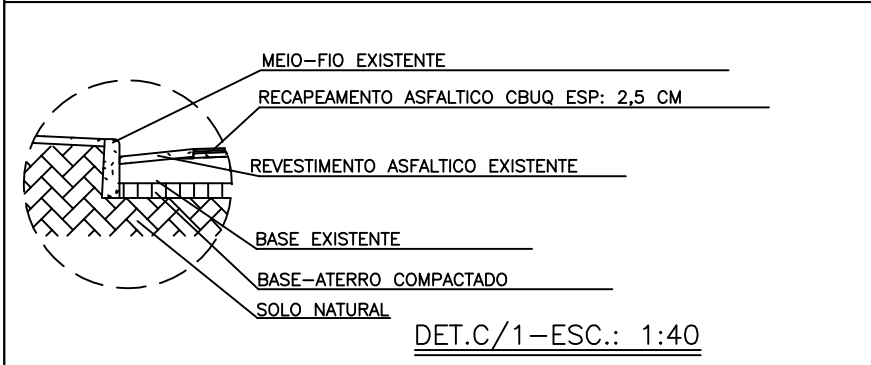 MEIO-FIO EXISTENTE
RECAPEAMENTO ASFALTICO CBUQ ESP: 2,5 CM
REVESTIMENTO ASFALTICO EXISTENTE
BASE EXISTENTE
BASE-ATERRO COMPACTADO
SOLO NATURAL
DET.C/1-ESC.: 1:40